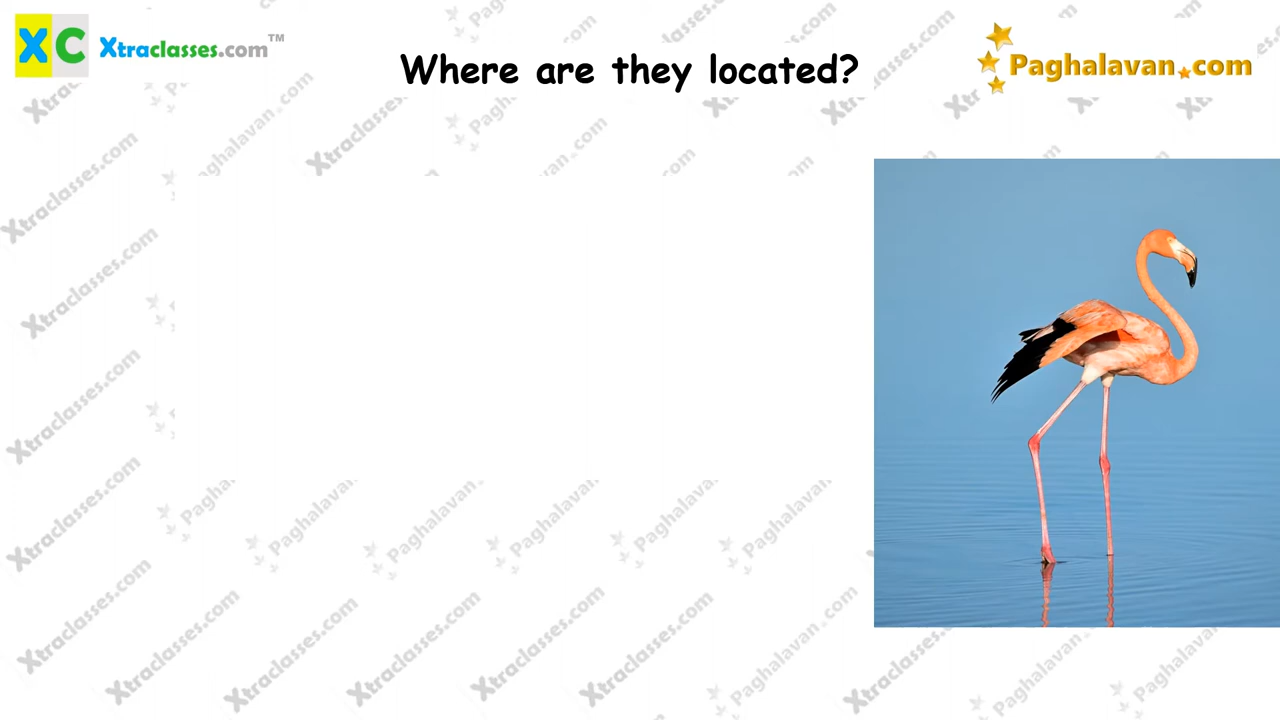 XC Xtraclasses.com™
Where are they located?
Paghalavan.com